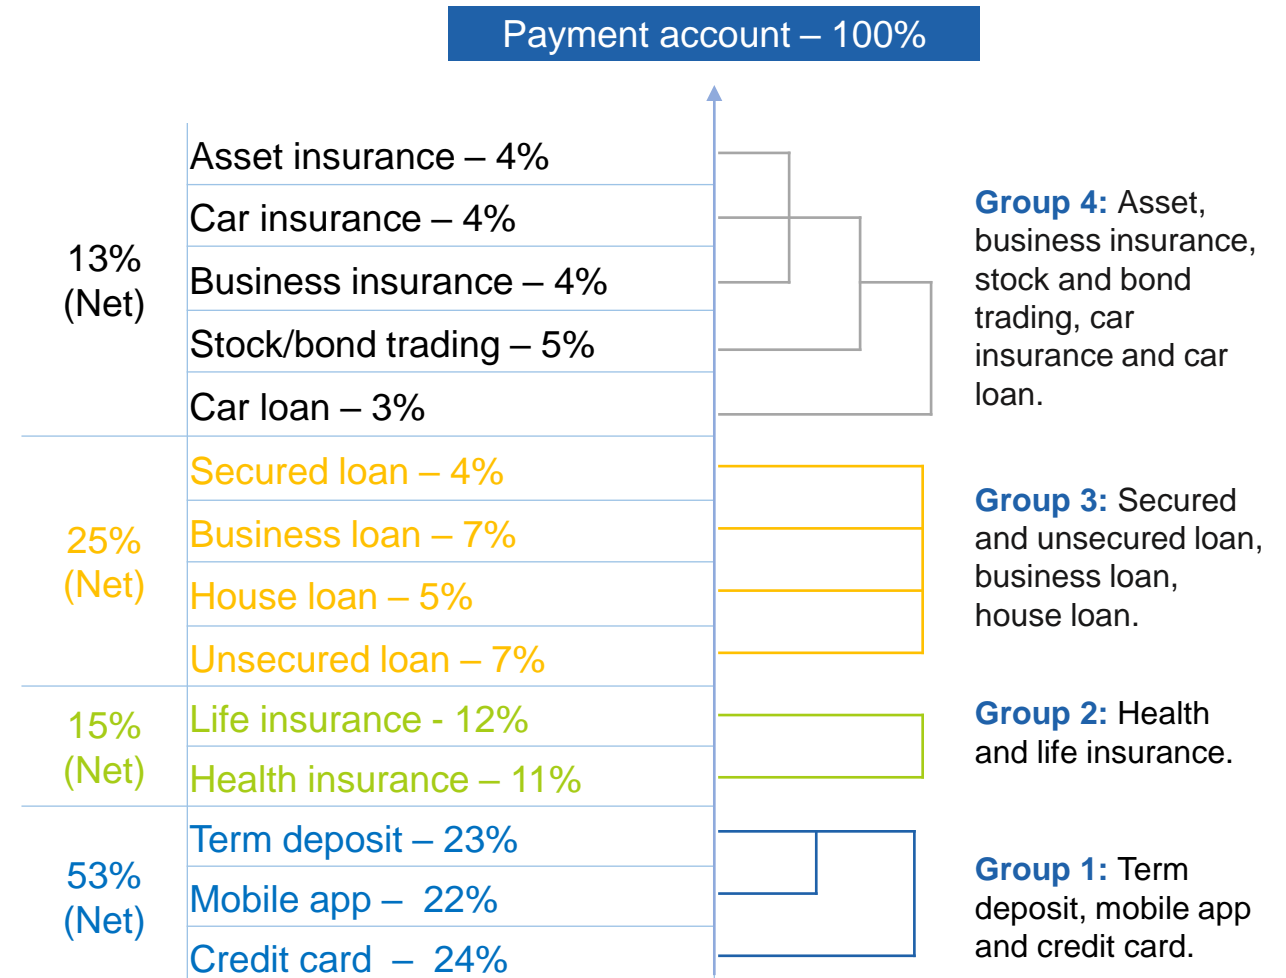 Payment account – 100%
13%
(Net)
Asset insurance – 4%
Car insurance – 4%
Business insurance – 4%
Stock/bond trading – 5%
Car loan – 3%
Group 4: Asset,
business insurance,
stock and bond
trading, car
insurance and car
loan.
25%
(Net)
Secured loan – 4%
Business loan – 7%
House loan – 5%
Unsecured loan – 7%
Group 3: Secured
and unsecured loan,
business loan,
house loan.
15%
(Net)
Life insurance - 12%
Health insurance – 11%
Group 2: Health
and life insurance.
53%
(Net)
Term deposit – 23%
Mobile app – 22%
Credit card – 24%
Group 1: Term
deposit, mobile app
and credit card.